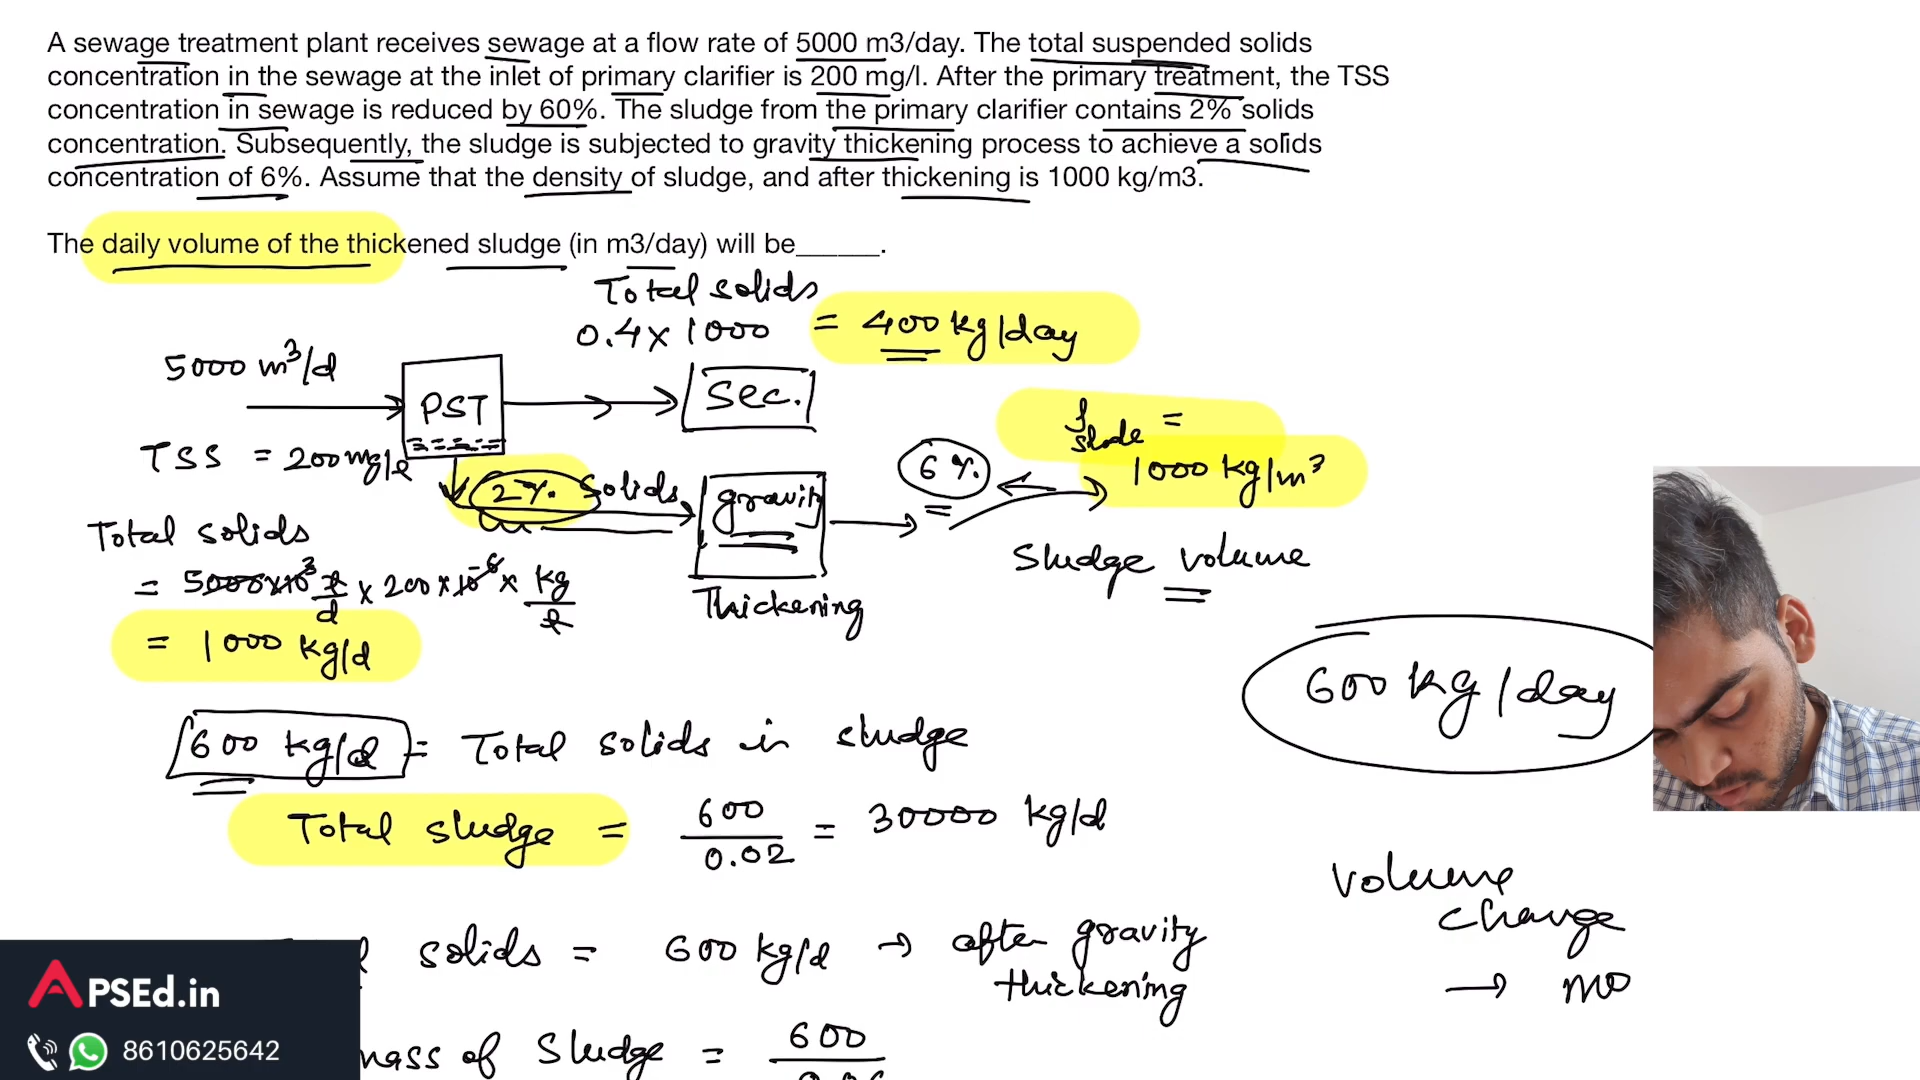 A sewage treatment plant receives sewage at a flow rate of 5000 m3/day. The total suspended solids
concentration in the sewage at the inlet of primary clarifier is 200 mg/l. After the primary treatment, the TSS
concentration in sewage is reduced by 60%. The sludge from the primary clarifier contains 2% solids
concentration. Subsequently, the sludge is subjected to gravity thickening process to achieve a solids
concentration of 6%. Assume that the density of sludge, and after thickening is 1000 kg/m3.
The daily volume of the thickened sludge (in m3/day) will be______.
Total solids
0.4 x 1000 = 400 kg/day
5000 m³/d
PST
Sec.
TSS = 200 mg/l
2% solids
gravity
Thickening
6%
1000 kg/m³
Sludge volume
Total solids
= 5000x10³ l/d x 200 x 10⁻⁶ x kg/l
= 1000 kg/d
600 kg/day
600 kg/d = Total solids in sludge
Total sludge = 600/0.02 = 30000 kg/d
Volume
change
→ mo
solids = 600 kg/d → after gravity
thickening
mass of sludge = 600
APSEd.in
8610625642